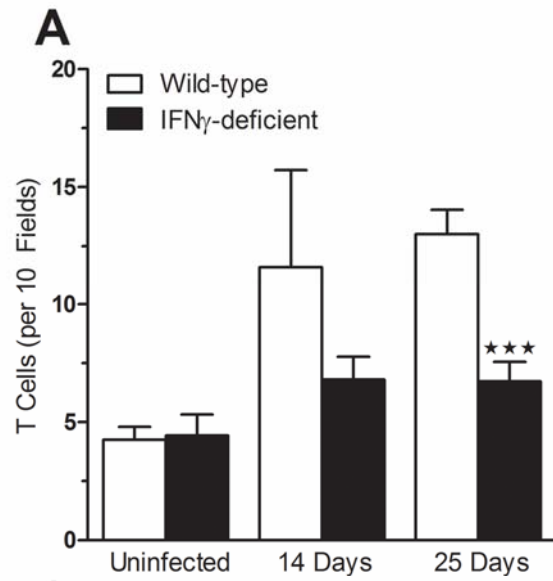 A
20
15
10
5
0
T Cells (per 10 Fields)
Wild-type
IFNγ-deficient
★★★
Uninfected 14 Days 25 Days